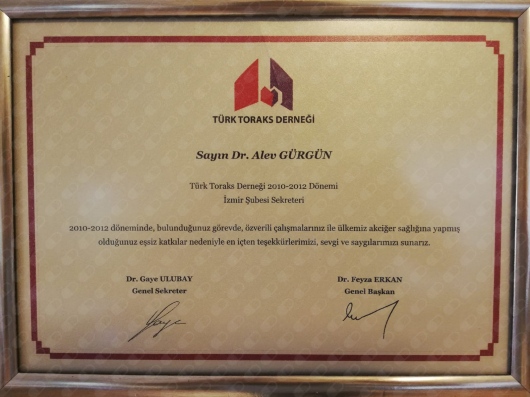 TÜRK TORAKS DERNEĞİ
Sayın Dr. Alev GÜRGÜN
Türk Toraks Derneği 2010-2012 Dönemi
İzmir Şubesi Sekreteri
2010-2012 döneminde, bulunduğunuz görevde, özverili çalışmalarınız ile ülkemiz akciğer sağlığına yapmış
olduğunuz eşsiz katkılar nedeniyle en içten teşekkürlerimizi, sevgi ve saygılarımızı sunarız.
Dr. Gaye ULUBAY
Genel Sekreter
Dr. Feyza ERKAN
Genel Başkan